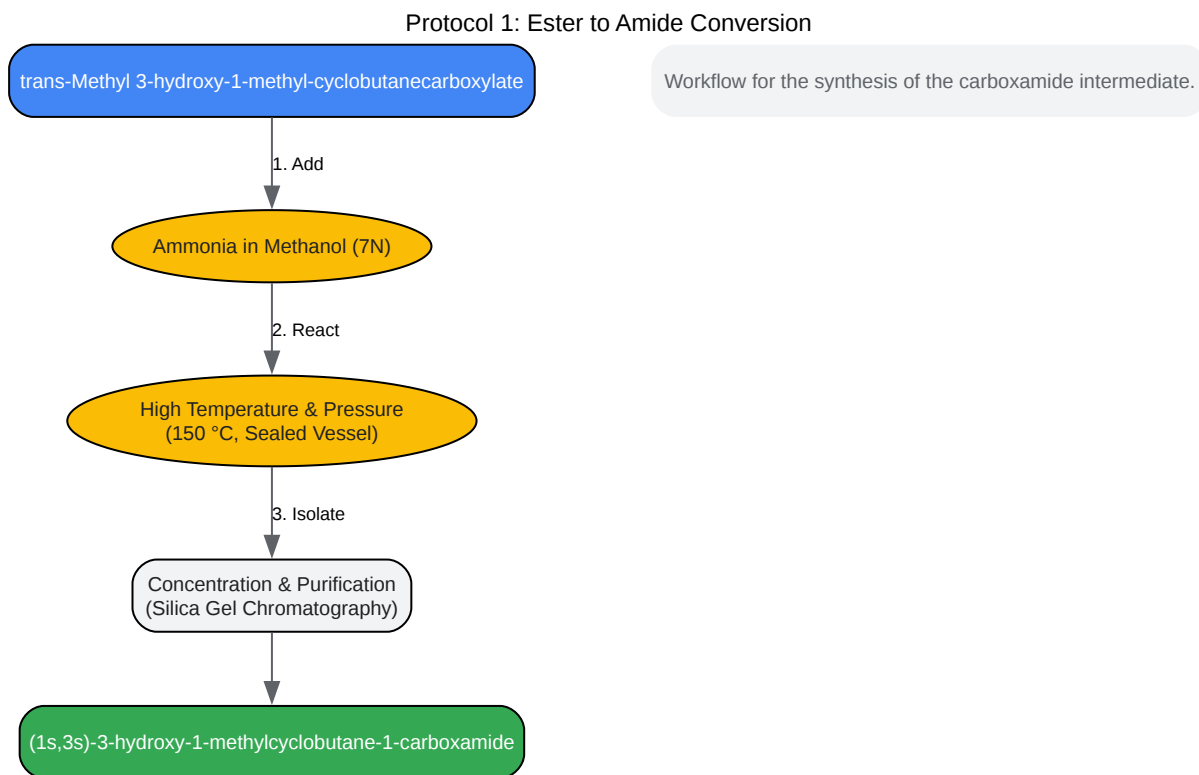 Protocol 1: Ester to Amide Conversion
trans-Methyl 3-hydroxy-1-methyl-cyclobutanecarboxylate
Workflow for the synthesis of the carboxamide intermediate.
1. Add
Ammonia in Methanol (7N)
2. React
High Temperature & Pressure
(150 °C, Sealed Vessel)
3. Isolate
Concentration & Purification
(Silica Gel Chromatography)
(1s,3s)-3-hydroxy-1-methylcyclobutane-1-carboxamide